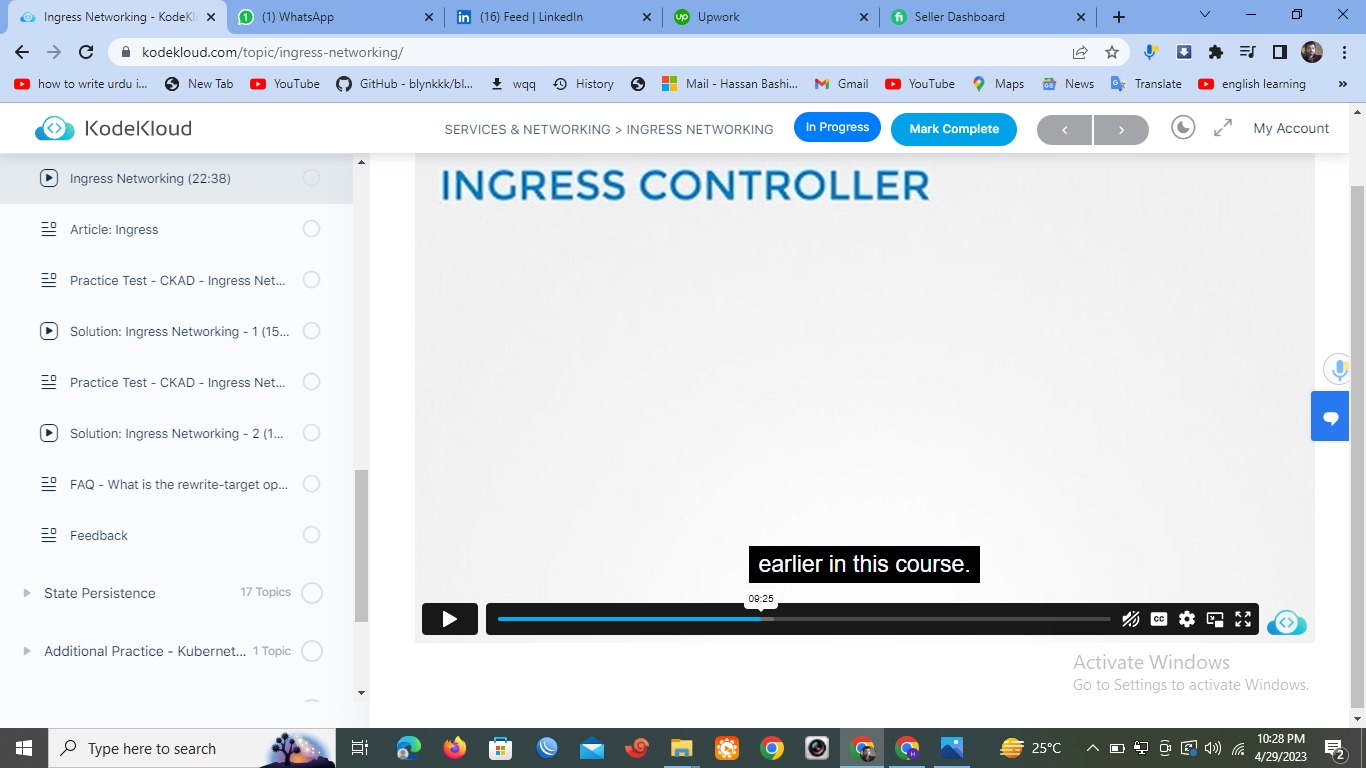 Ingress Networking - KodeKl
(1) WhatsApp
(16) Feed | LinkedIn
Upwork
Seller Dashboard
kodekloud.com/topic/ingress-networking/
how to write urdu i...
New Tab
YouTube
GitHub - blynkkk/bl...
wqq
History
Mail - Hassan Bashi...
Gmail
YouTube
Maps
News
Translate
english learning
»
KodeKloud
SERVICES & NETWORKING > INGRESS NETWORKING
In Progress
Mark Complete
<
>
My Account
Ingress Networking (22:38)
Article: Ingress
Practice Test - CKAD - Ingress Net...
Solution: Ingress Networking - 1 (15...
Practice Test - CKAD - Ingress Net...
Solution: Ingress Networking - 2 (1...
FAQ - What is the rewrite-target op...
Feedback
State Persistence
17 Topics
Additional Practice - Kubernet...
1 Topic
INGRESS CONTROLLER
earlier in this course.
09:25
CC
Activate Windows
Go to Settings to activate Windows.
Type here to search
25°C
10:28 PM
4/29/2023
2